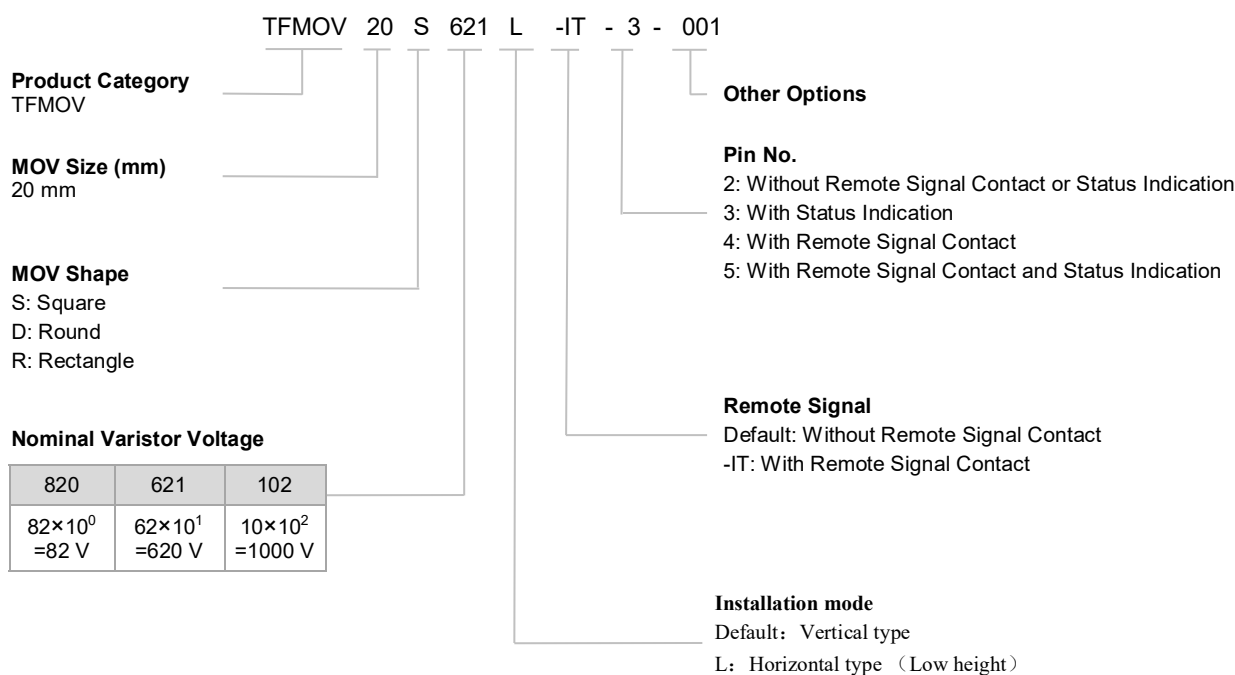 TFMOV 20 S 621 L -IT - 3 - 001
Product Category
TFMOV
MOV Size (mm)
20 mm
MOV Shape
S: Square
D: Round
R: Rectangle
Nominal Varistor Voltage
820 621 102
82×10⁰ 62×10¹ 10×10²
=82 V =620 V =1000 V
Other Options
Pin No.
2: Without Remote Signal Contact or Status Indication
3: With Status Indication
4: With Remote Signal Contact
5: With Remote Signal Contact and Status Indication
Remote Signal
Default: Without Remote Signal Contact
-IT: With Remote Signal Contact
Installation mode
Default：Vertical type
L：Horizontal type （Low height）